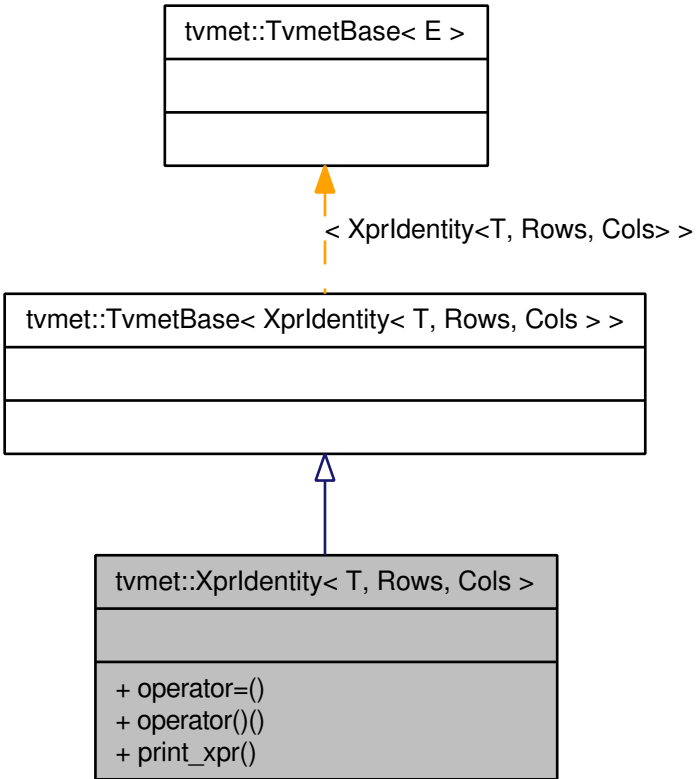 tvmet::TvmetBase< E >
< XprIdentity<T, Rows, Cols> >
tvmet::TvmetBase< XprIdentity< T, Rows, Cols > >
tvmet::XprIdentity< T, Rows, Cols >
+ operator=()
+ operator()()
+ print_xpr()